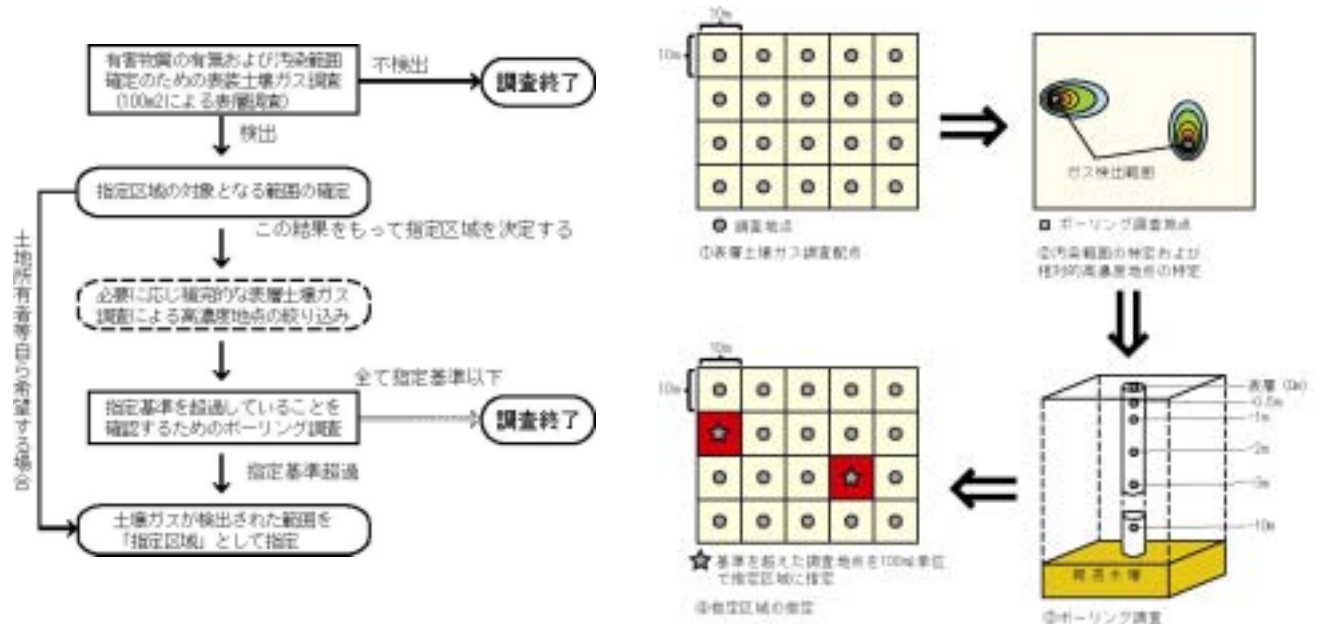 有害物質の有無および汚染範囲
確定のための表装土壌ガス調査
(100m2)による表層調査)
不検出
調査終了
検出
指定区域の対象となる範囲の確定
この結果をもって指定区域を決定する
土地所有者等自ら希望する場合
必要に応じ補完的な表層土壌ガス
調査による高濃度地点の絞り込み
全て指定基準以下
指定基準を超過していることを
確認するためのボーリング調査
調査終了
指定基準超過
土壌ガスが検出された範囲を
「指定区域」として指定
10m
10m
調査地点
①表層土壌ガス調査配点
ガス検出範囲
ボーリング調査地点
②汚染範囲の特定および
相対的高濃度地点の特定
表層 (0m)
-0.5m
-1m
-2m
-3m
-10m
③ボーリング調査
10m
10m
基準を超えた調査地点を100㎡単位
で指定区域に指定
④指定区域の指定